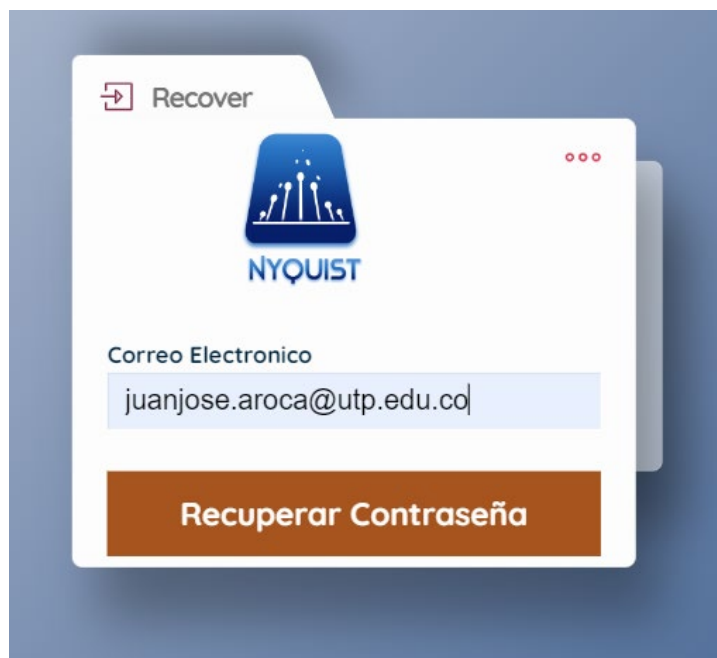 Recover
NYQUIST
Correo Electronico
juanjose.aroca@utp.edu.co
Recuperar Contraseña